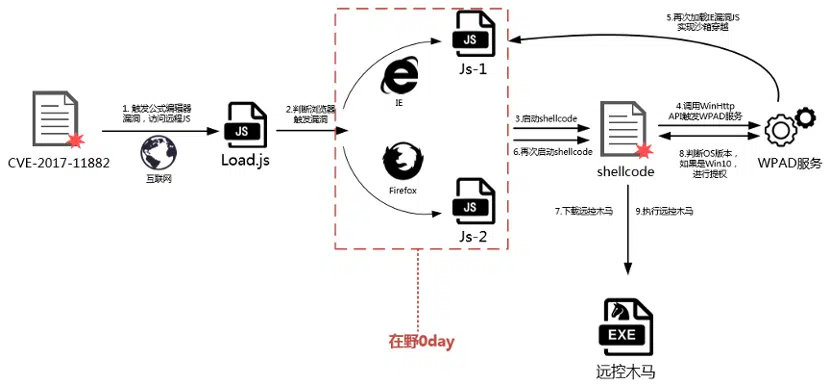 5.再次加载IE漏洞JS
实现沙箱穿越
JS
Js-1
IE
1. 触发公式编辑器
漏洞，访问远程JS
2.判断浏览器
触发漏洞
JS
3.启动shellcode
4.调用WinHttp
API触发WPAD服务
CVE-2017-11882
互联网
Load.js
Firefox
6.再次启动shellcode
shellcode
8.判断OS版本，
如果是Win10，
进行提权
WPAD服务
JS
Js-2
7.下载远控木马
9.执行远控木马
在野0day
EXE
远控木马